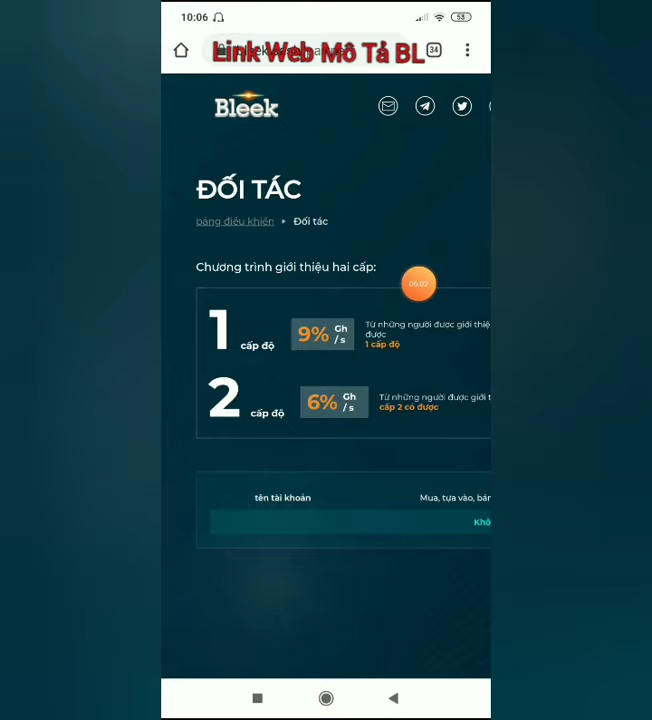 10:06
53
Link Web Mô Tả BL
34
Bleek
ĐỐI TÁC
bảng điều khiển ▸ Đối tác
Chương trình giới thiệu hai cấp:
06:02
1 cấp độ
9% Gh / s
Từ những người được giới thiệ
được
1 cấp độ
2 cấp độ
6% Gh / s
Từ những người được giới t
cấp 2 có được
tên tài khoản
Mua, tựa vào, bán
Khô